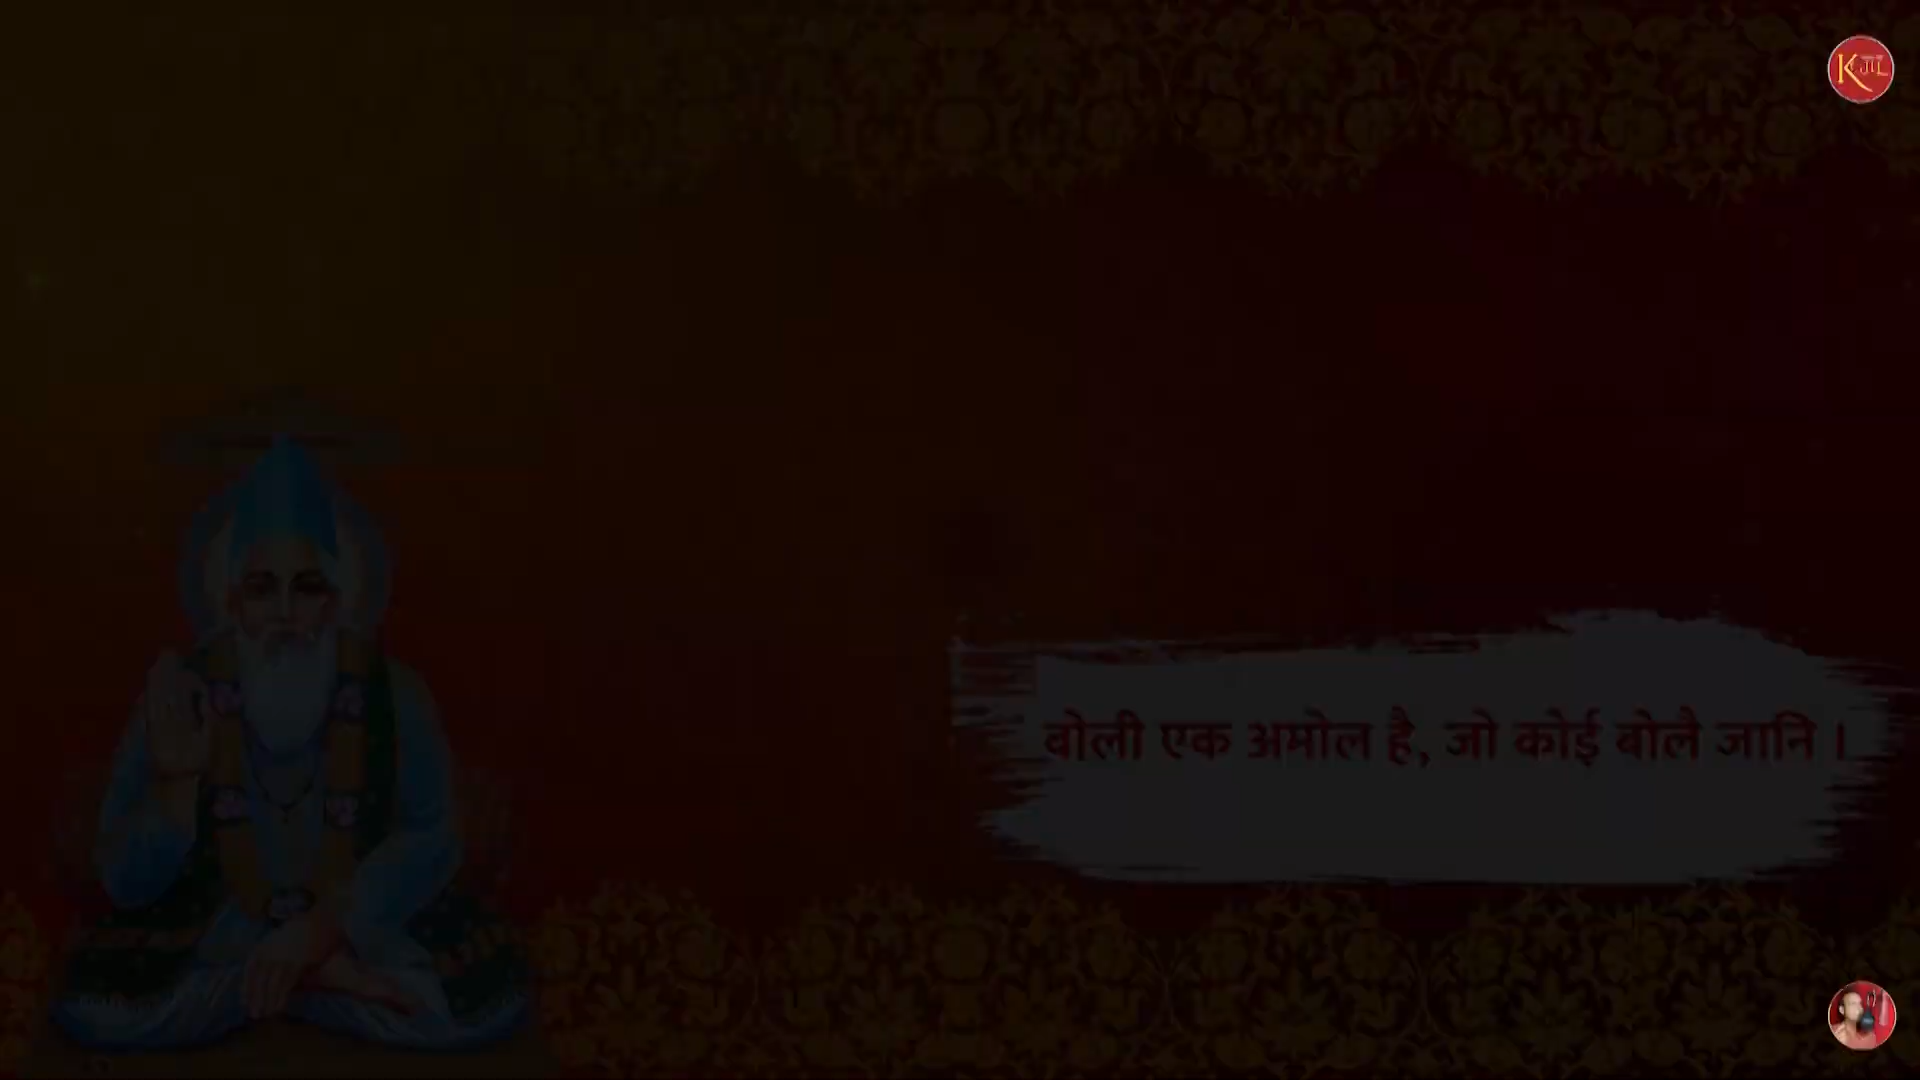 बोली एक अमोल है, जो कोई बोलै जानि ।